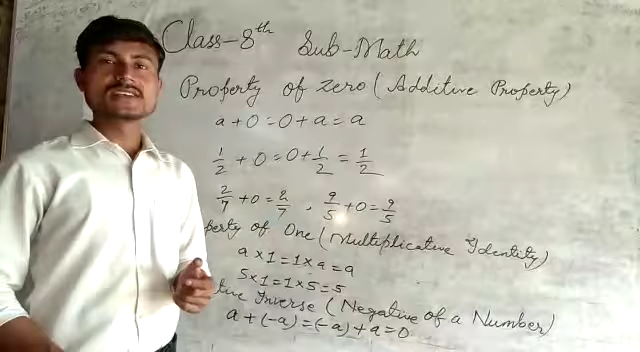 Class-8th Sub-Math
Property of zero (Additive Property)
a+0=0+a=a
1/2+0=0+1/2=1/2
2/7+0=2/7, 9/5+0=9/5
perty of One (Multiplicative Identity)
a×1=1×a=a
5×1=1×5=5
tive Inverse (Negative of a Number)
a+(-a)=(-a)+a=0